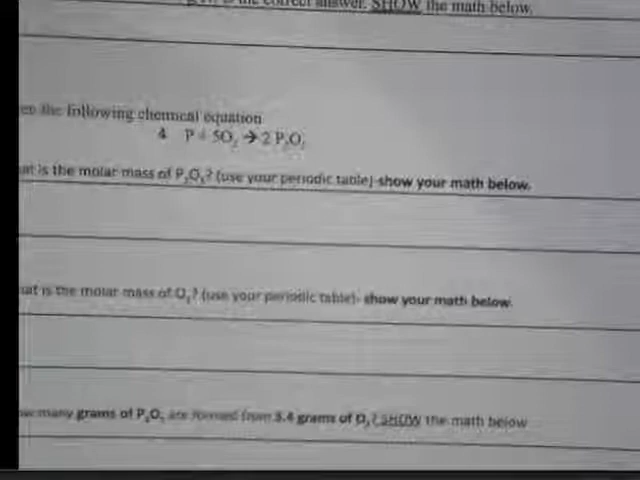 correct answer. SHOW the math below.
the following chemical equation
4 P + 5O₂ → 2 P₂O₅
is the molar mass of P₂O₅? (use your periodic table)-show your math below.
is the molar mass of O₂? (use your periodic table)- show your math below.
many grams of P₂O₅ are formed from 3.4 grams of O₂? SHOW the math below